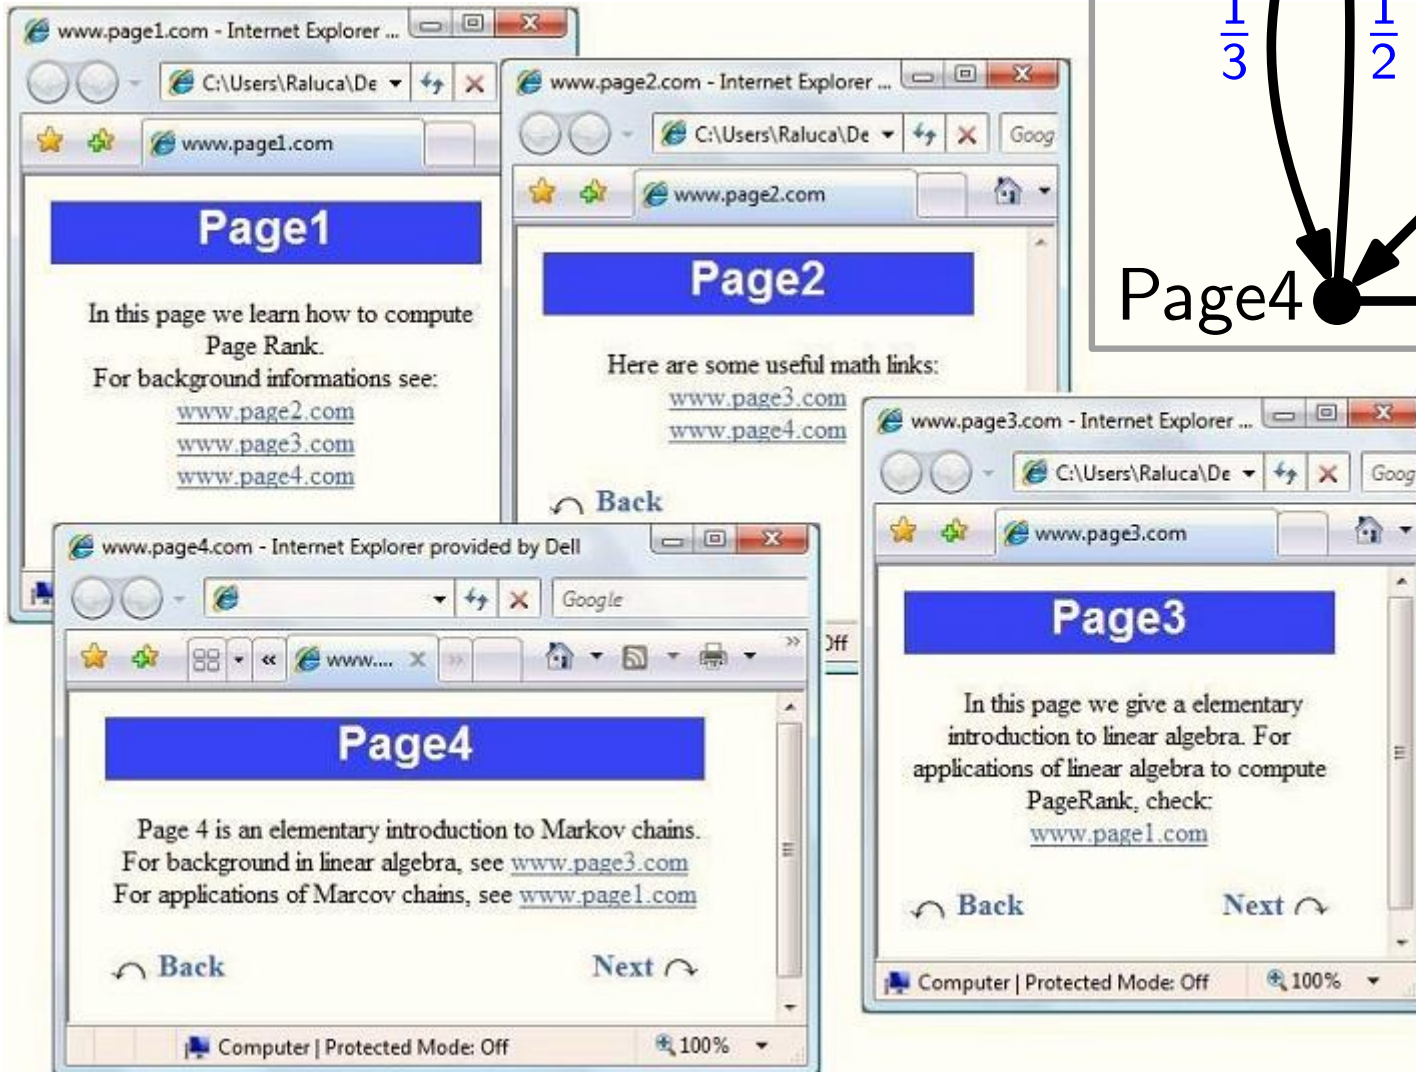 www.page1.com - Internet Explorer ...
C:\Users\Raluca\De
www.page1.com
Page1
In this page we learn how to compute
Page Rank.
For background informations see:
www.page2.com
www.page3.com
www.page4.com
www.page2.com - Internet Explorer ...
C:\Users\Raluca\De
Goog
www.page2.com
Page2
Here are some useful math links:
www.page3.com
www.page4.com
Back
Off
1
3
1
2
Page4
www.page3.com - Internet Explorer ...
C:\Users\Raluca\De
Goog
www.page3.com
Page3
In this page we give a elementary
introduction to linear algebra. For
applications of linear algebra to compute
PageRank, check:
www.page1.com
Back Next
Computer | Protected Mode: Off 100%
www.page4.com - Internet Explorer provided by Dell
Google
www....
Page4
Page 4 is an elementary introduction to Markov chains.
For background in linear algebra, see www.page3.com
For applications of Marcov chains, see www.page1.com
Back Next
Computer | Protected Mode: Off 100%